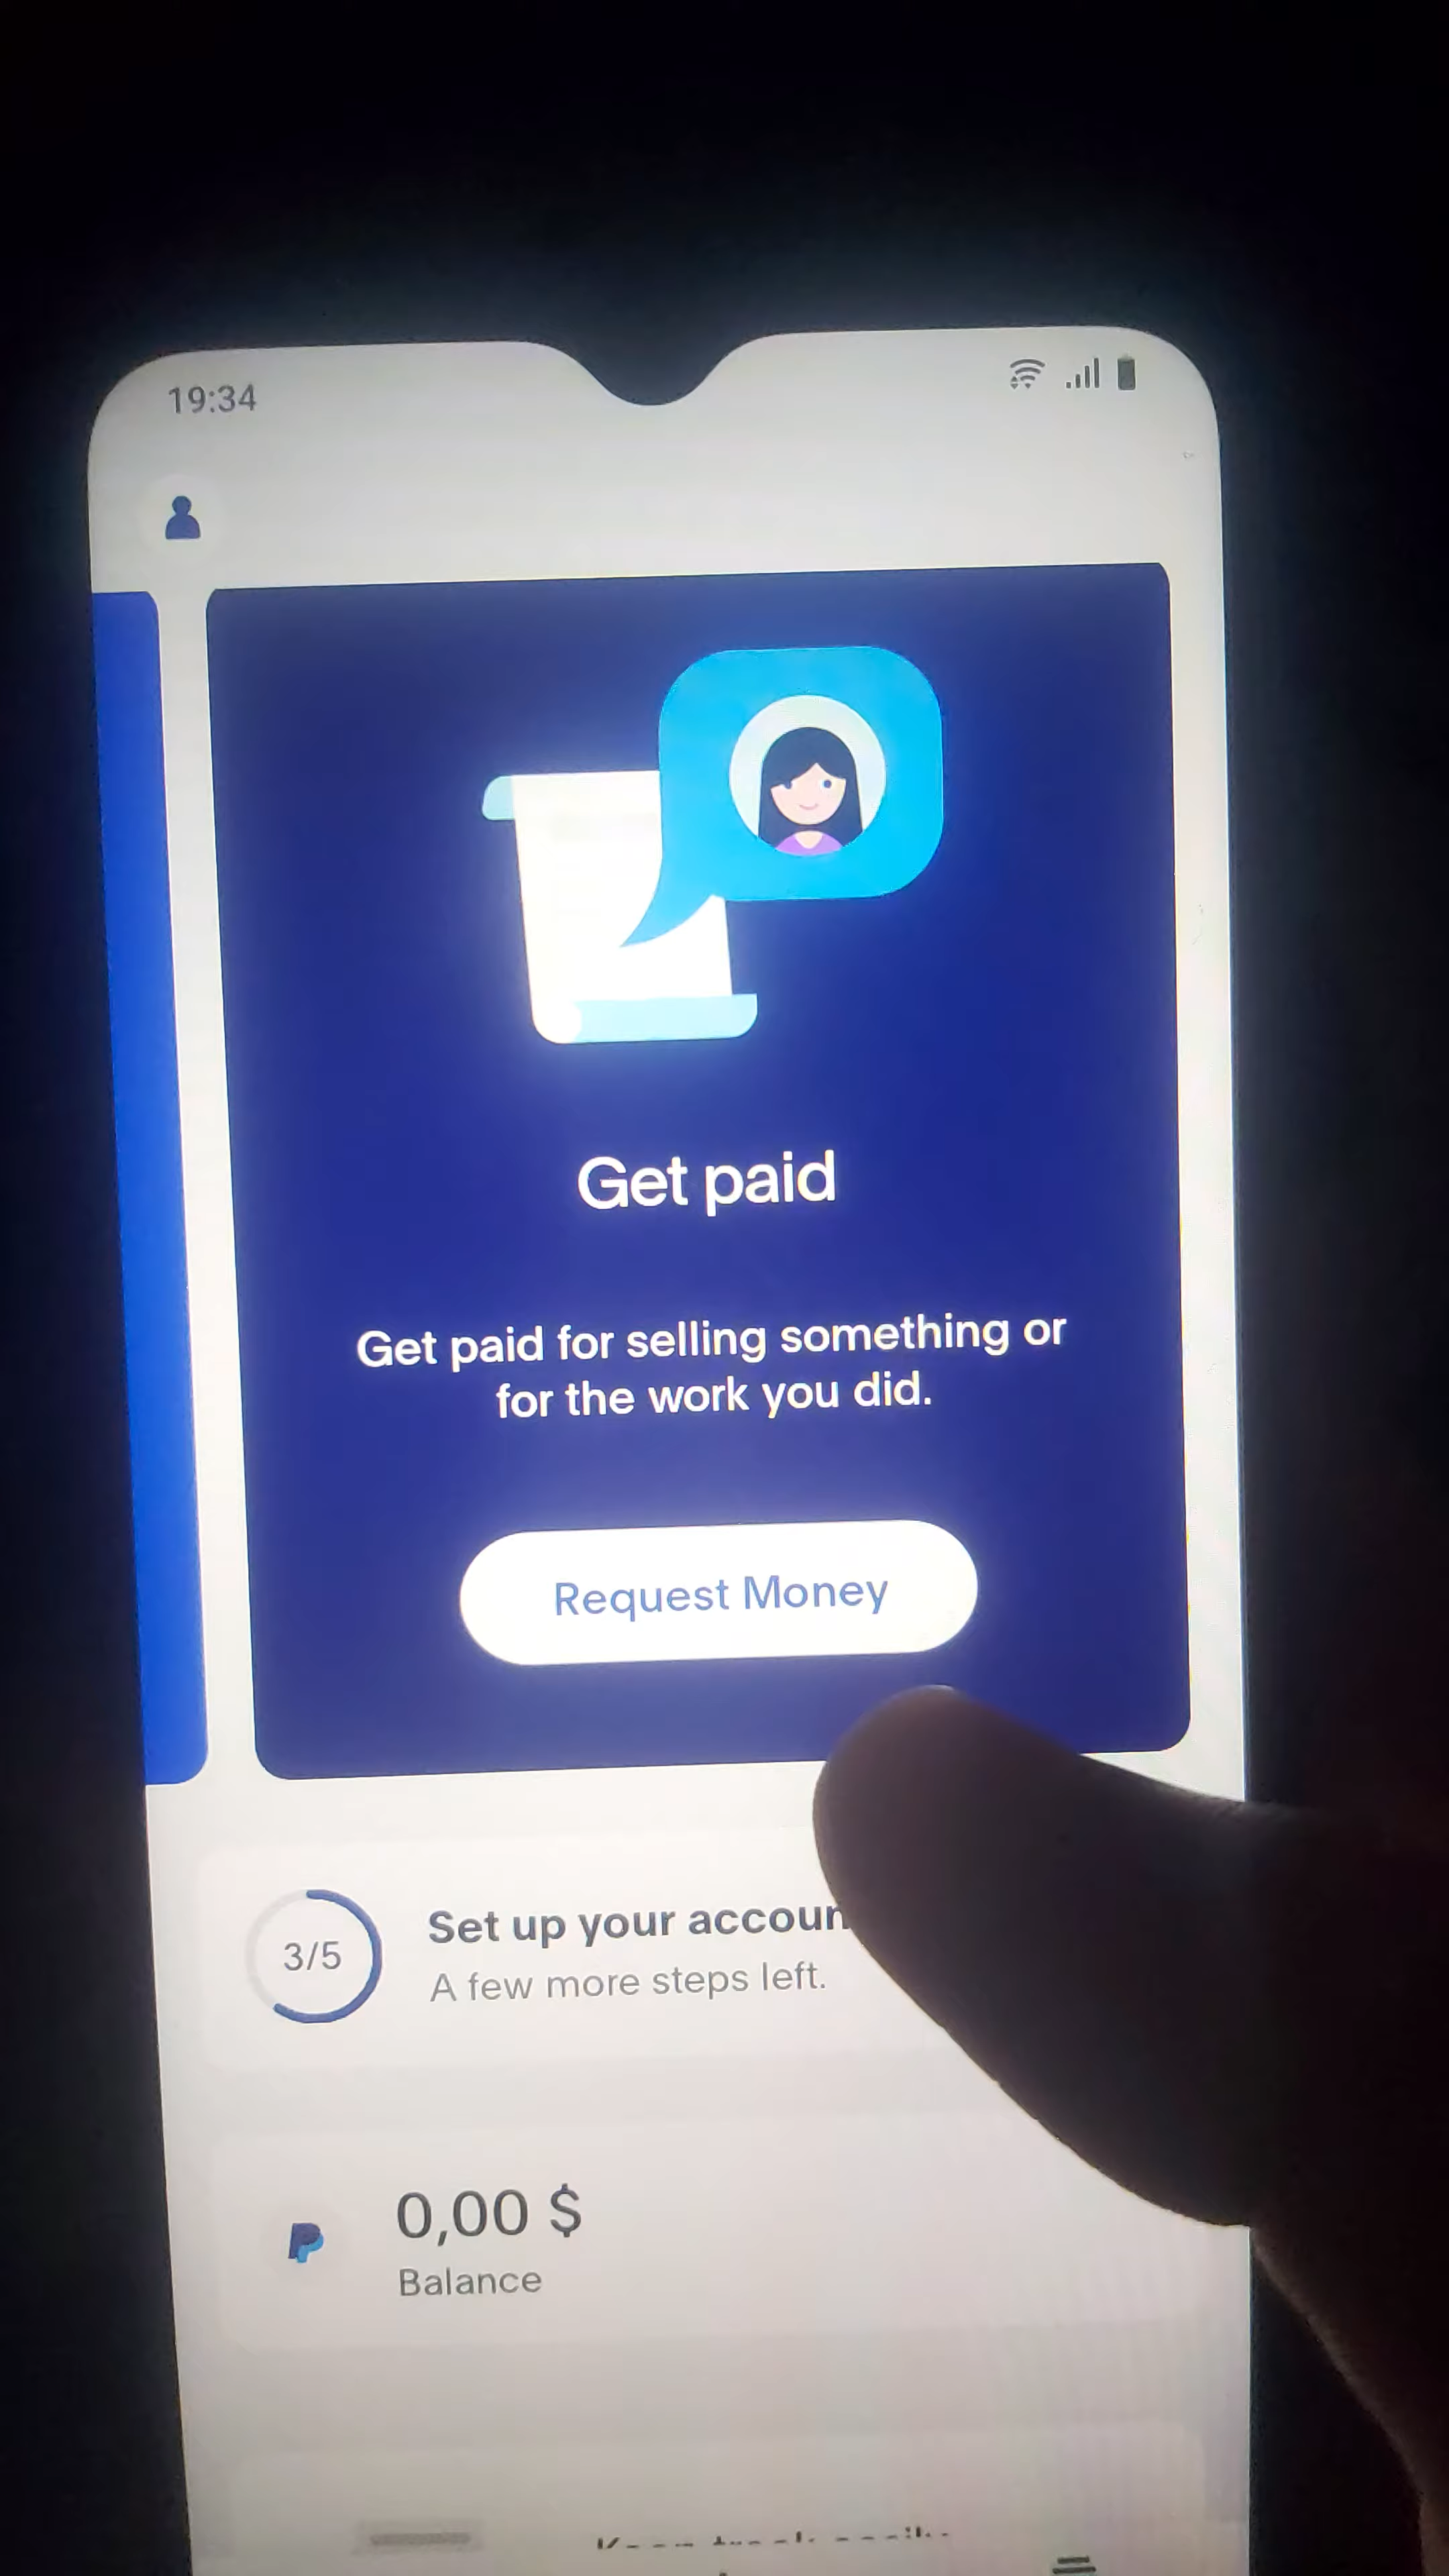 19:34
Get paid
Get paid for selling something or
for the work you did.
Request Money
3/5
Set up your accoun
A few more steps left.
0,00 $
Balance